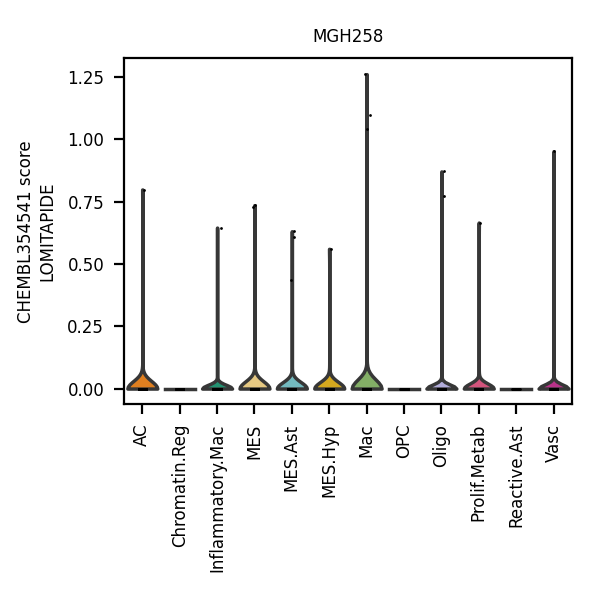 MGH258
CHEMBL354541 score
LOMITAPIDE
1.25
1.00
0.75
0.50
0.25
0.00
AC
Chromatin.Reg
Inflammatory.Mac
MES
MES.Ast
MES.Hyp
Mac
OPC
Oligo
Prolif.Metab
Reactive.Ast
Vasc